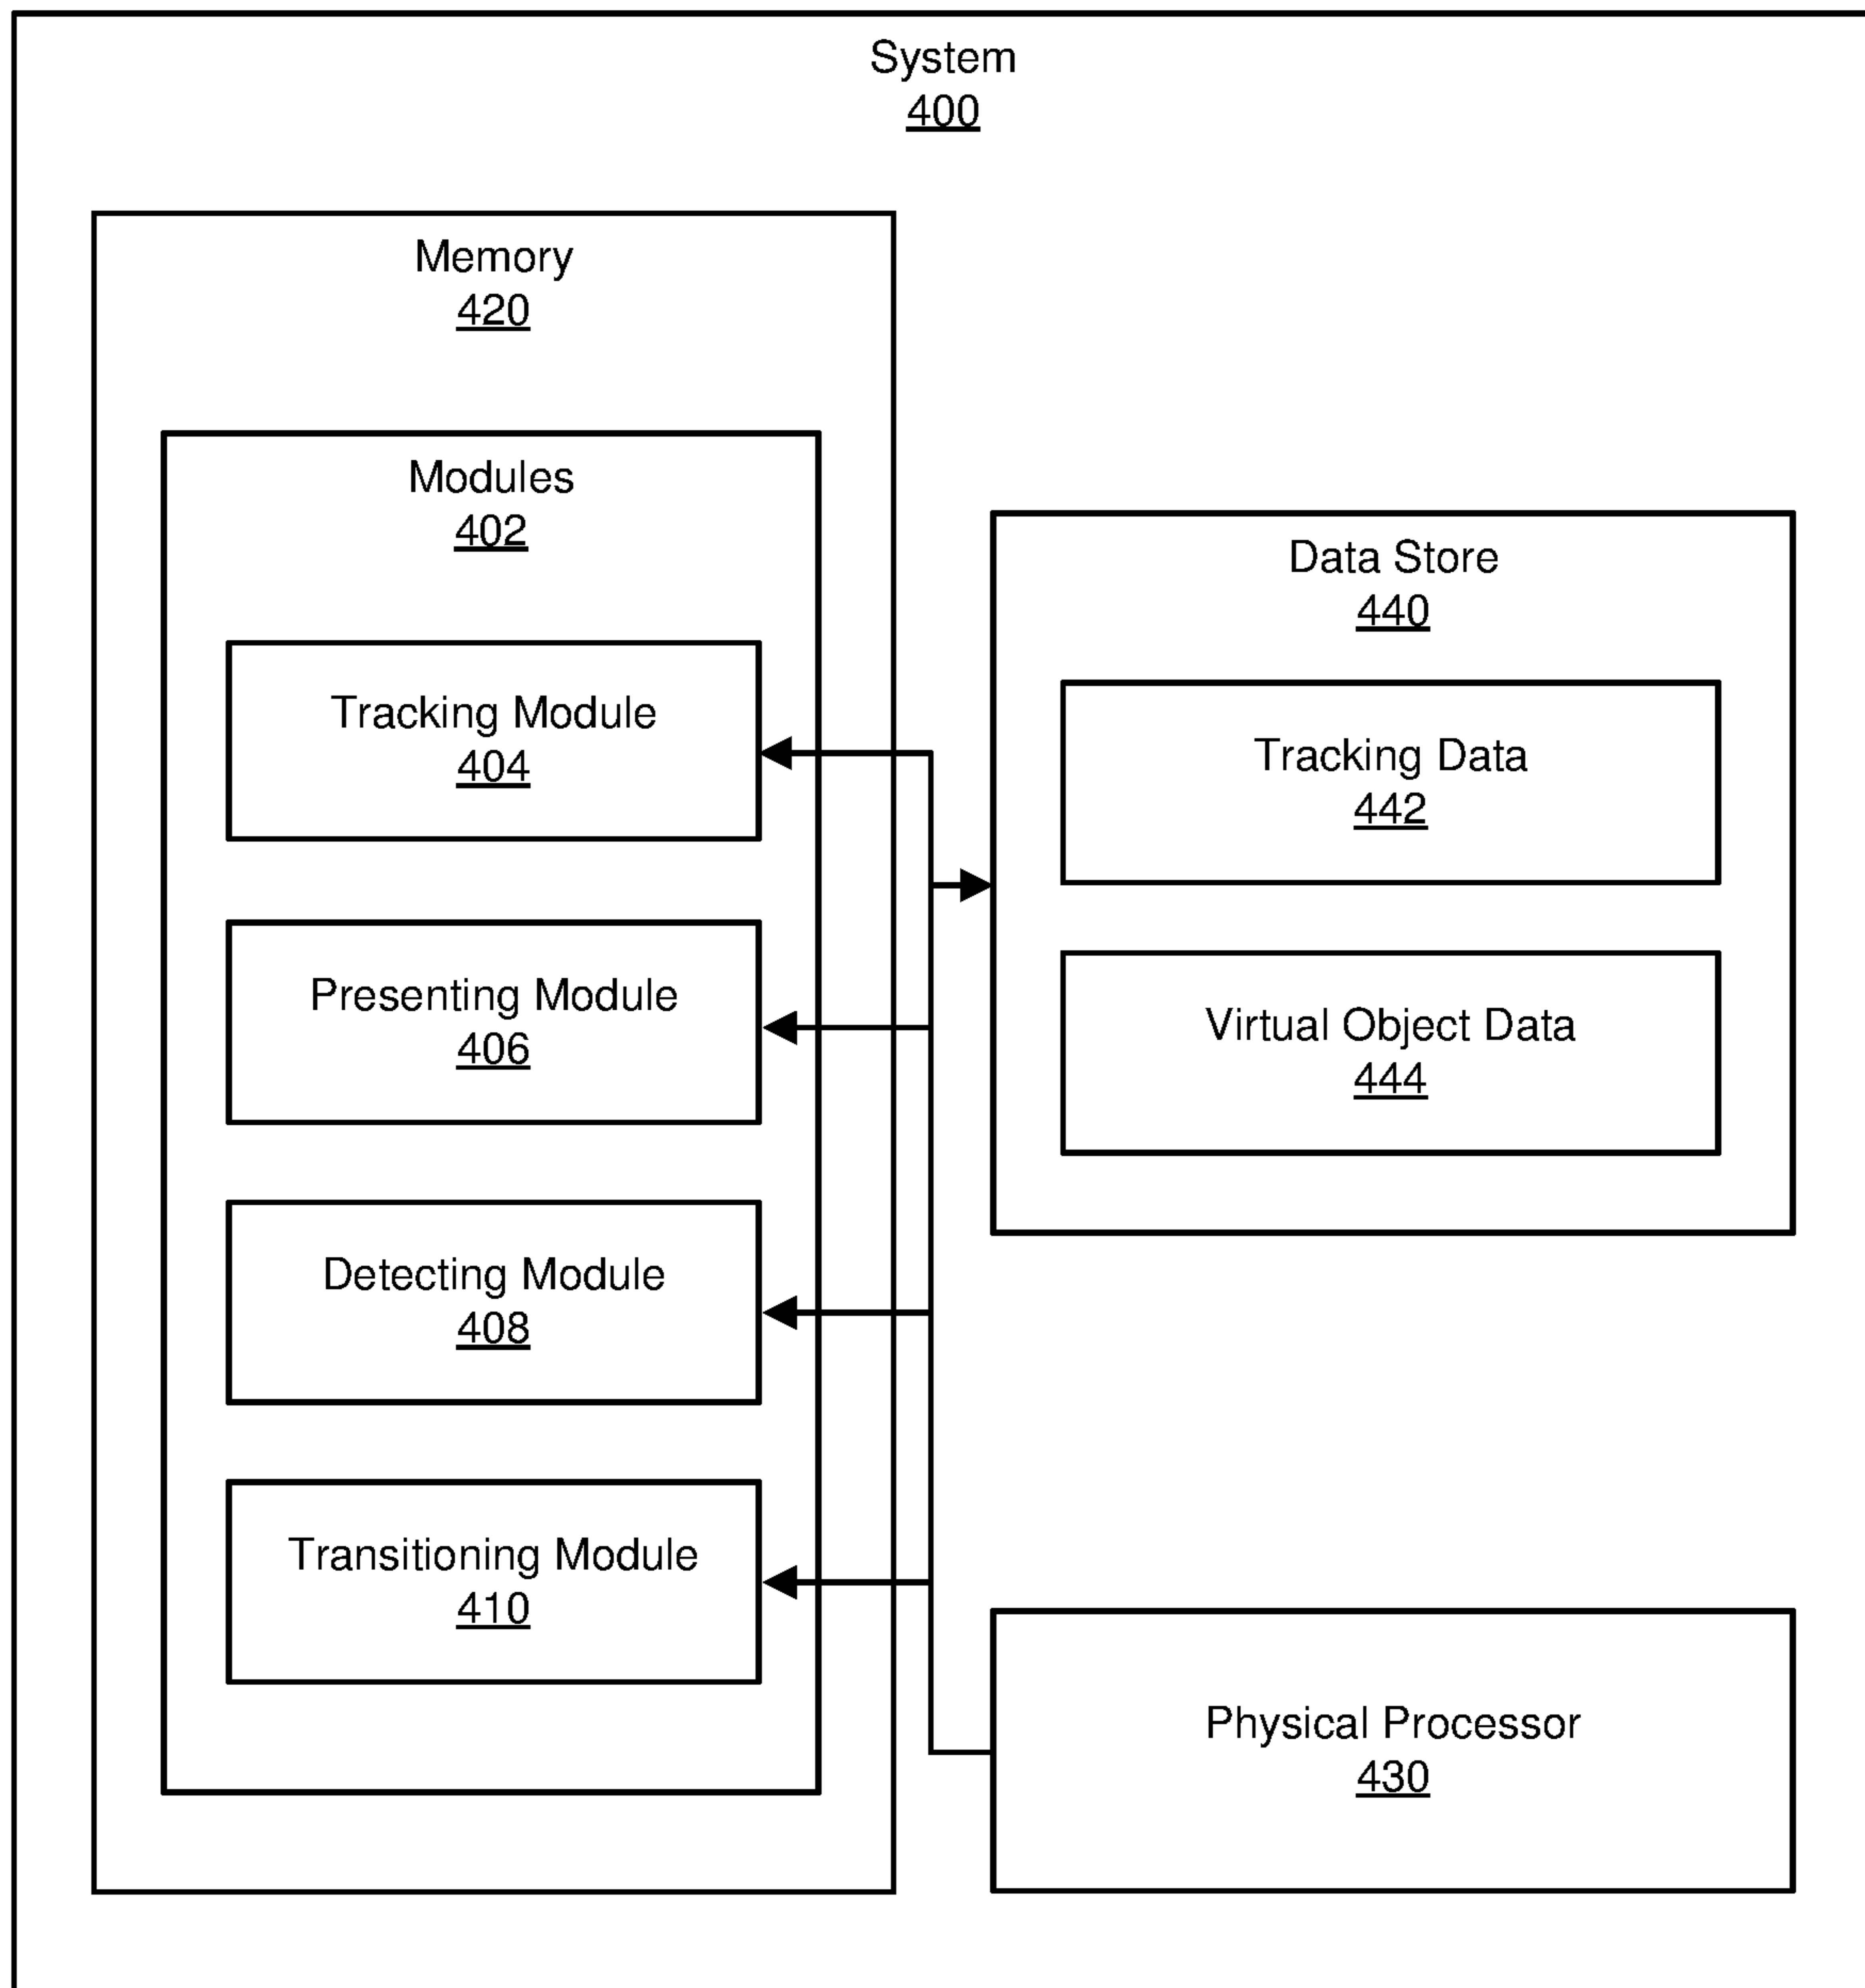 System
400
Memory
420
Modules
402
Tracking Module
404
Presenting Module
406
Detecting Module
408
Transitioning Module
410
Data Store
440
Tracking Data
442
Virtual Object Data
444
Physical Processor
430